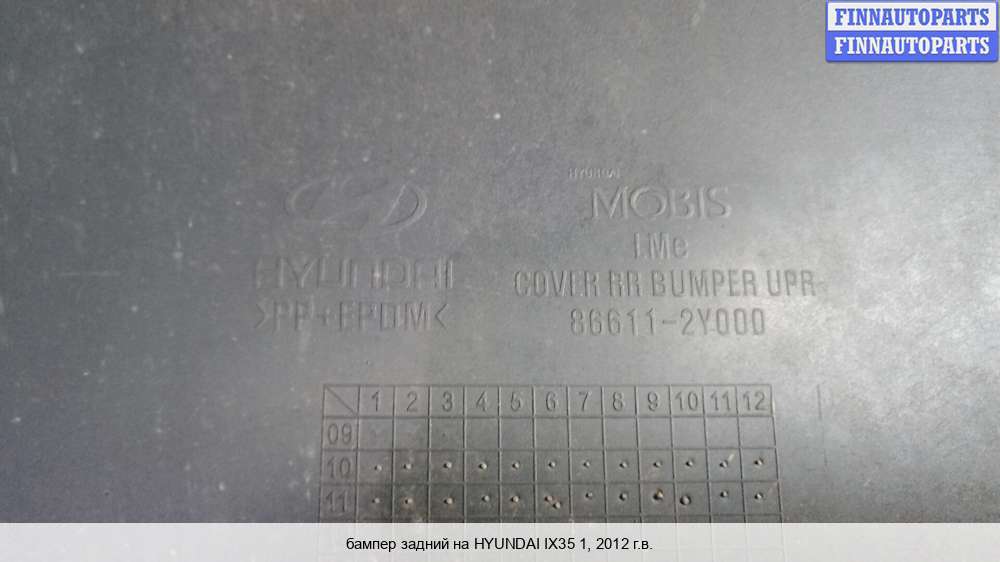 FINNAUTOPARTS
FINNAUTOPARTS
HYUNDAI
MOBIS
LMe
HYUNDAI
COVER RR BUMPER UPR
>PP+EPDM<
86611-2Y000
1 2 3 4 5 6 7 8 9 10 11 12
09
10
11
бампер задний на HYUNDAI IX35 1, 2012 г.в.